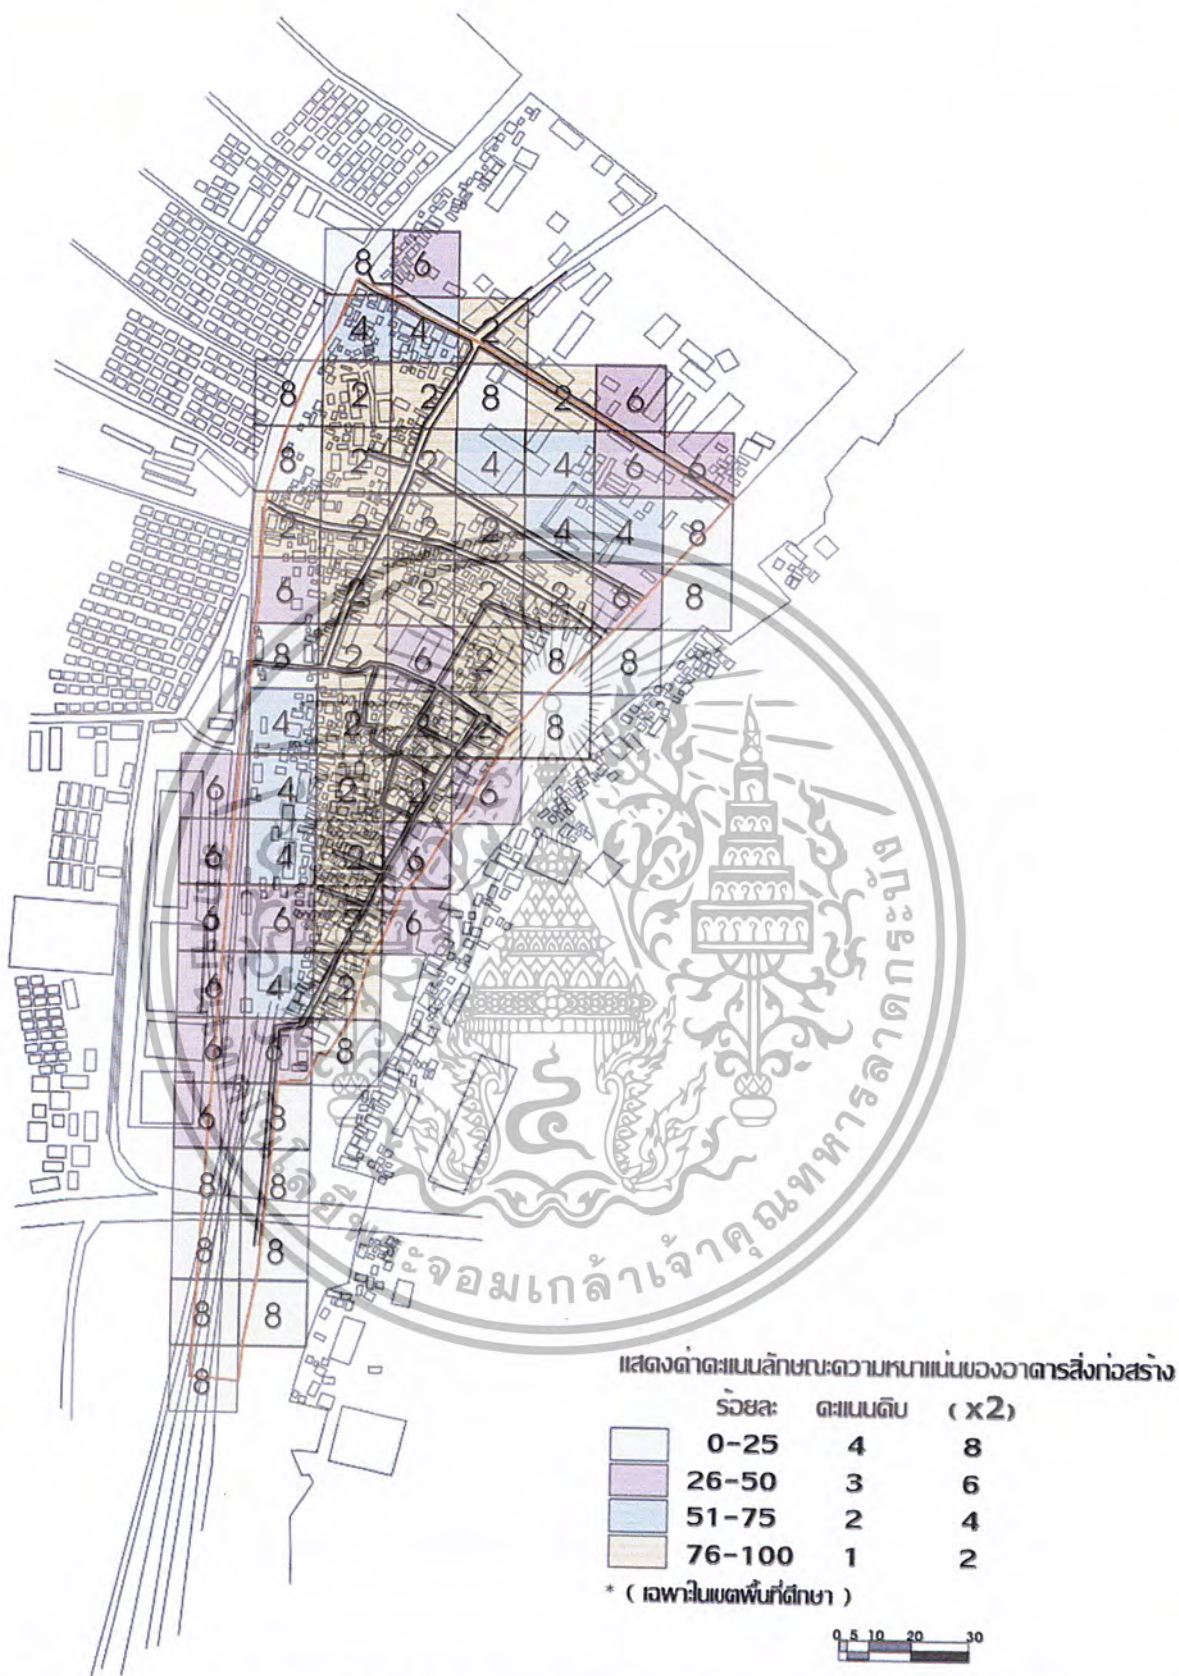 8 6
4 4 2
8 2 2 8 2 6
8 2 2 4 4 6 6
2 2 2 2 4 4 8
6 2 2 2 6 8
8 2 6 2 8 8
4 2 2 2 8
6 4 2 2 6
6 4 2 6
6 6 2 6
6 4 2
6 6 8
6 8
8 8
8 8
8 8
8
พระจอมเกล้าเจ้าคุณทหารลาดกระบัง
แสดงค่าคะแนนลักษณะความหนาแน่นของอาคารสิ่งก่อสร้าง
ร้อยละ คะแนนดิบ (x2)
0-25 4 8
26-50 3 6
51-75 2 4
76-100 1 2
* ( เฉพาะในเขตพื้นที่ศึกษา )
0 5 10 20 30